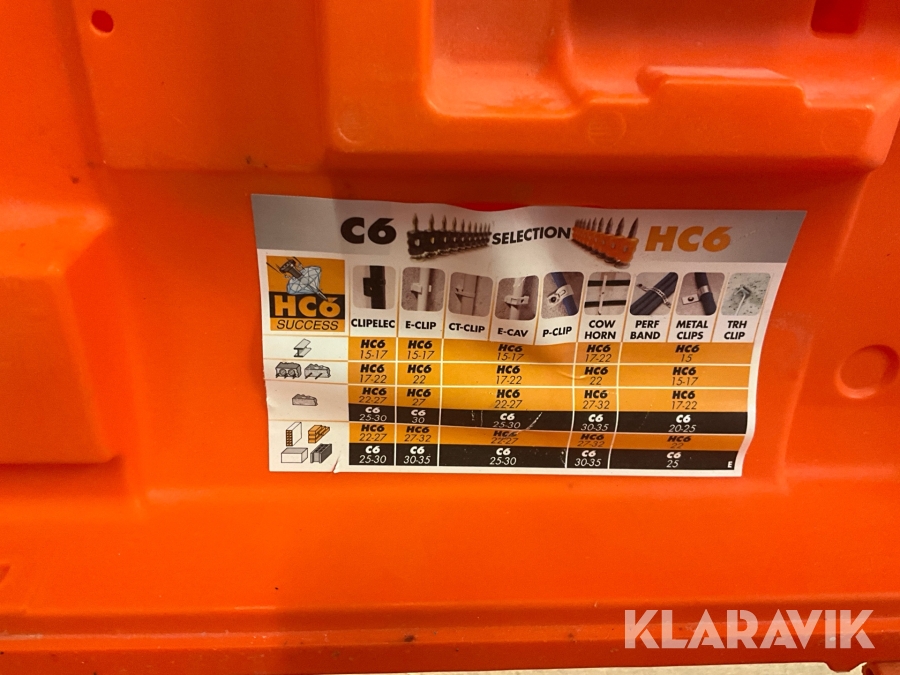 C6 SELECTION HC6
HC6
SUCCESS
CLIPELEC E-CLIP CT-CLIP E-CAV P-CLIP COW HORN PERF BAND METAL CLIPS TRH CLIP
HC6 HC6 HC6 HC6 HC6
15-17 15-17 15-17 17-22 15
HC6 HC6 HC6 HC6 HC6
17-22 22 17-22 22 15-17
HC6 HC6 HC6 HC6 HC6
22-27 27 22-27 27-32 17-22
C6 C6 C6 C6 C6
25-30 30 25-30 30-35 20-25
HC6 HC6 HC6 HC6 HC6
22-27 27-32 22-27 27-32
C6 C6 C6 C6 C6
25-30 30-35 25-30 30-35 25
E
KLARAVIK